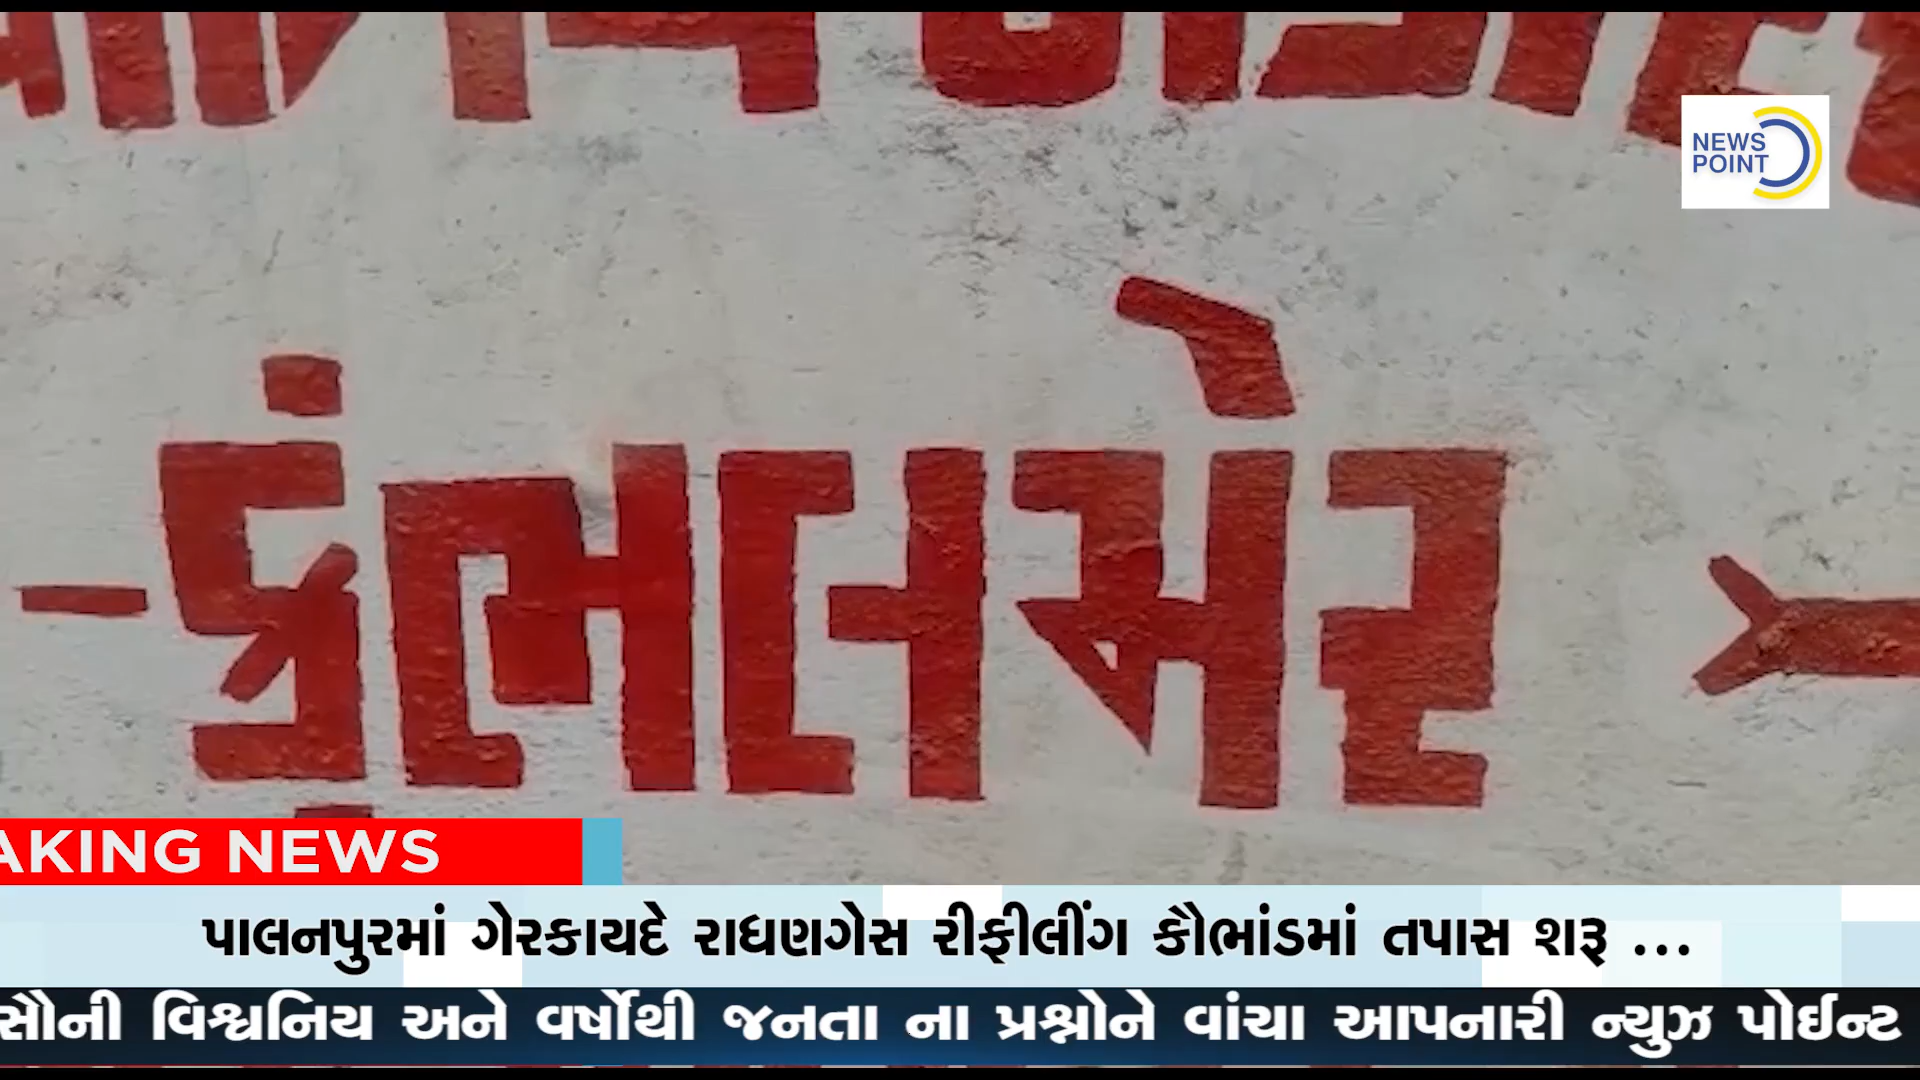 NEWS
POINT
કુંભલમેર
AKING NEWS
પાલનપુરમાં ગેરકાયદે રાધણગેસ રીફીલીંગ કૌભાંડમાં તપાસ શરૂ ...
સૌની વિશ્વનિય અને વર્ષોથી જનતા ના પ્રશ્નોને વાંચા આપનારી ન્યુઝ પોઈન્ટ